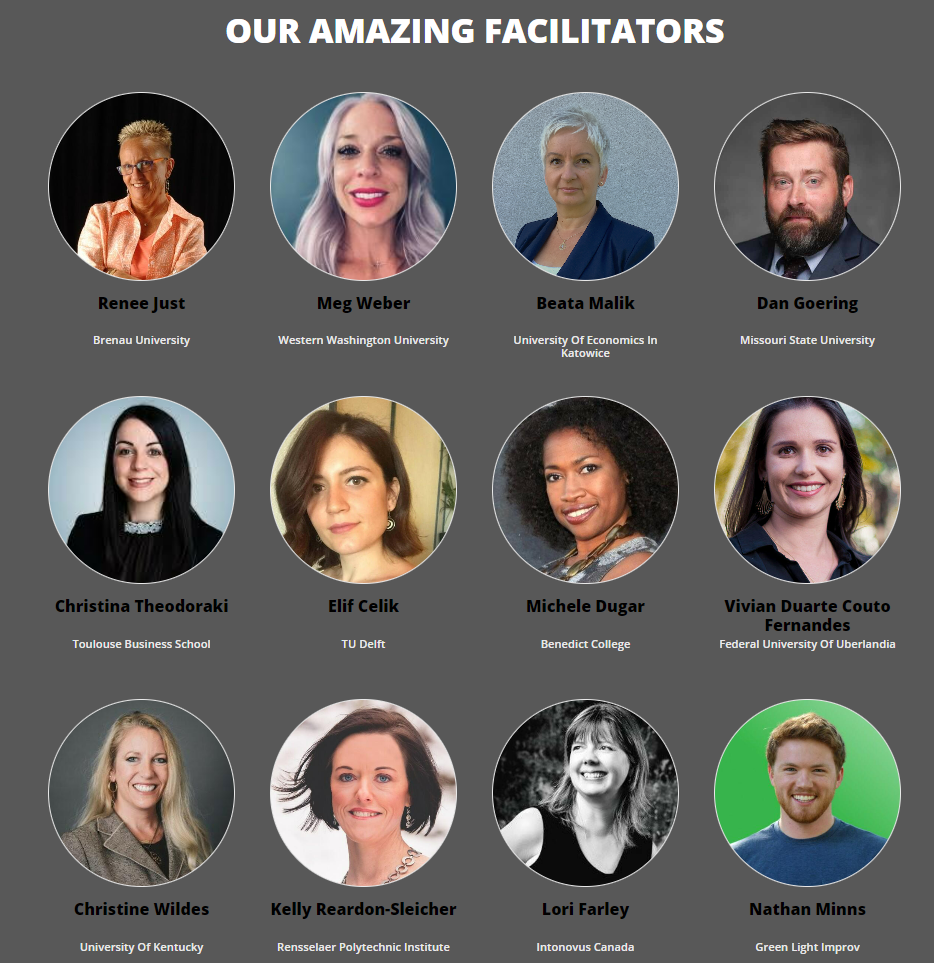 OUR AMAZING FACILITATORS
Renee Just
Meg Weber
Beata Malik
Dan Goering
Brenau University
Western Washington University
University Of Economics In
Katowice
Missouri State University
Christina Theodoraki
Elif Celik
Michele Dugar
Vivian Duarte Couto
Fernandes
Toulouse Business School
TU Delft
Benedict College
Federal University Of Uberlandia
Christine Wildes
Kelly Reardon-Sleicher
Lori Farley
Nathan Minns
University Of Kentucky
Rensselaer Polytechnic Institute
Intonovus Canada
Green Light Improv